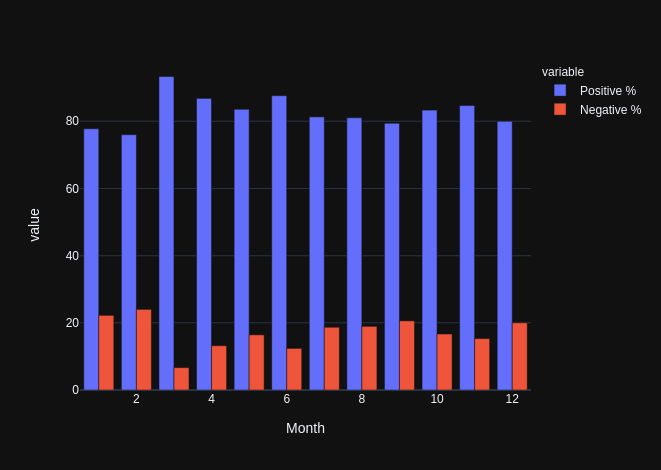 variable
Positive %
Negative %
80
60
40
20
0
value
2 4 6 8 10 12
Month